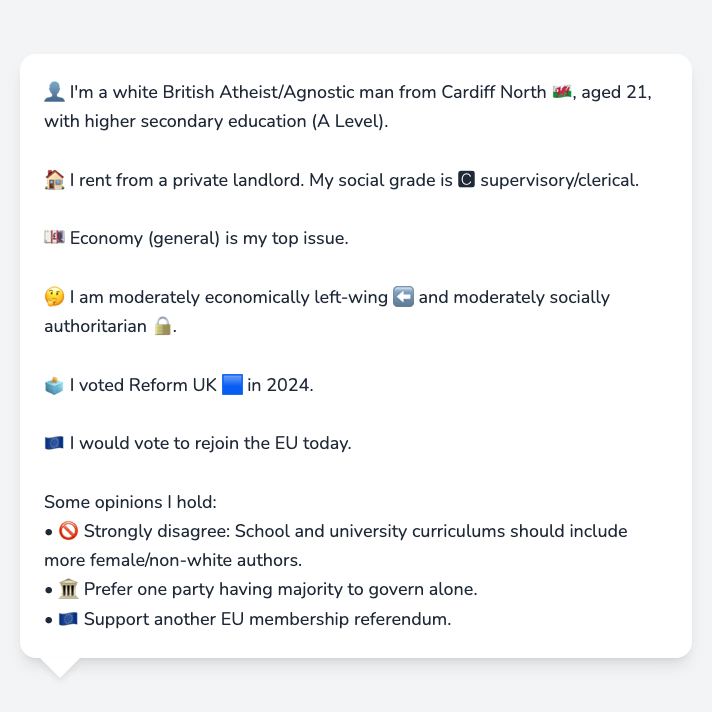 👤 I'm a white British Atheist/Agnostic man from Cardiff North 🏴󠁧󠁢󠁷󠁬󠁳󠁿, aged 21,
with higher secondary education (A Level).
🏠 I rent from a private landlord. My social grade is 🅲 supervisory/clerical.
💷 Economy (general) is my top issue.
🤔 I am moderately economically left-wing ⬅️ and moderately socially
authoritarian 🔒.
🗳️ I voted Reform UK 🟦 in 2024.
🇪🇺 I would vote to rejoin the EU today.
Some opinions I hold:
• 🚫 Strongly disagree: School and university curriculums should include
more female/non-white authors.
• 🏛️ Prefer one party having majority to govern alone.
• 🇪🇺 Support another EU membership referendum.